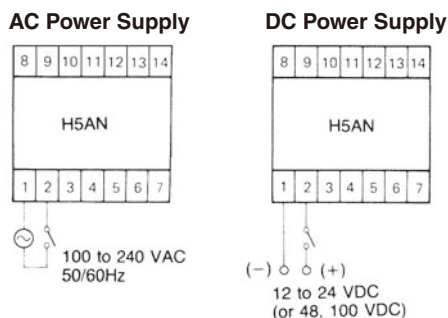 AC Power Supply
8 9 10 11 12 13 14
H5AN
1 2 3 4 5 6 7
100 to 240 VAC
50/60Hz
DC Power Supply
8 9 10 11 12 13 14
H5AN
1 2 3 4 5 6 7
(−) (+)
12 to 24 VDC
(or 48, 100 VDC)